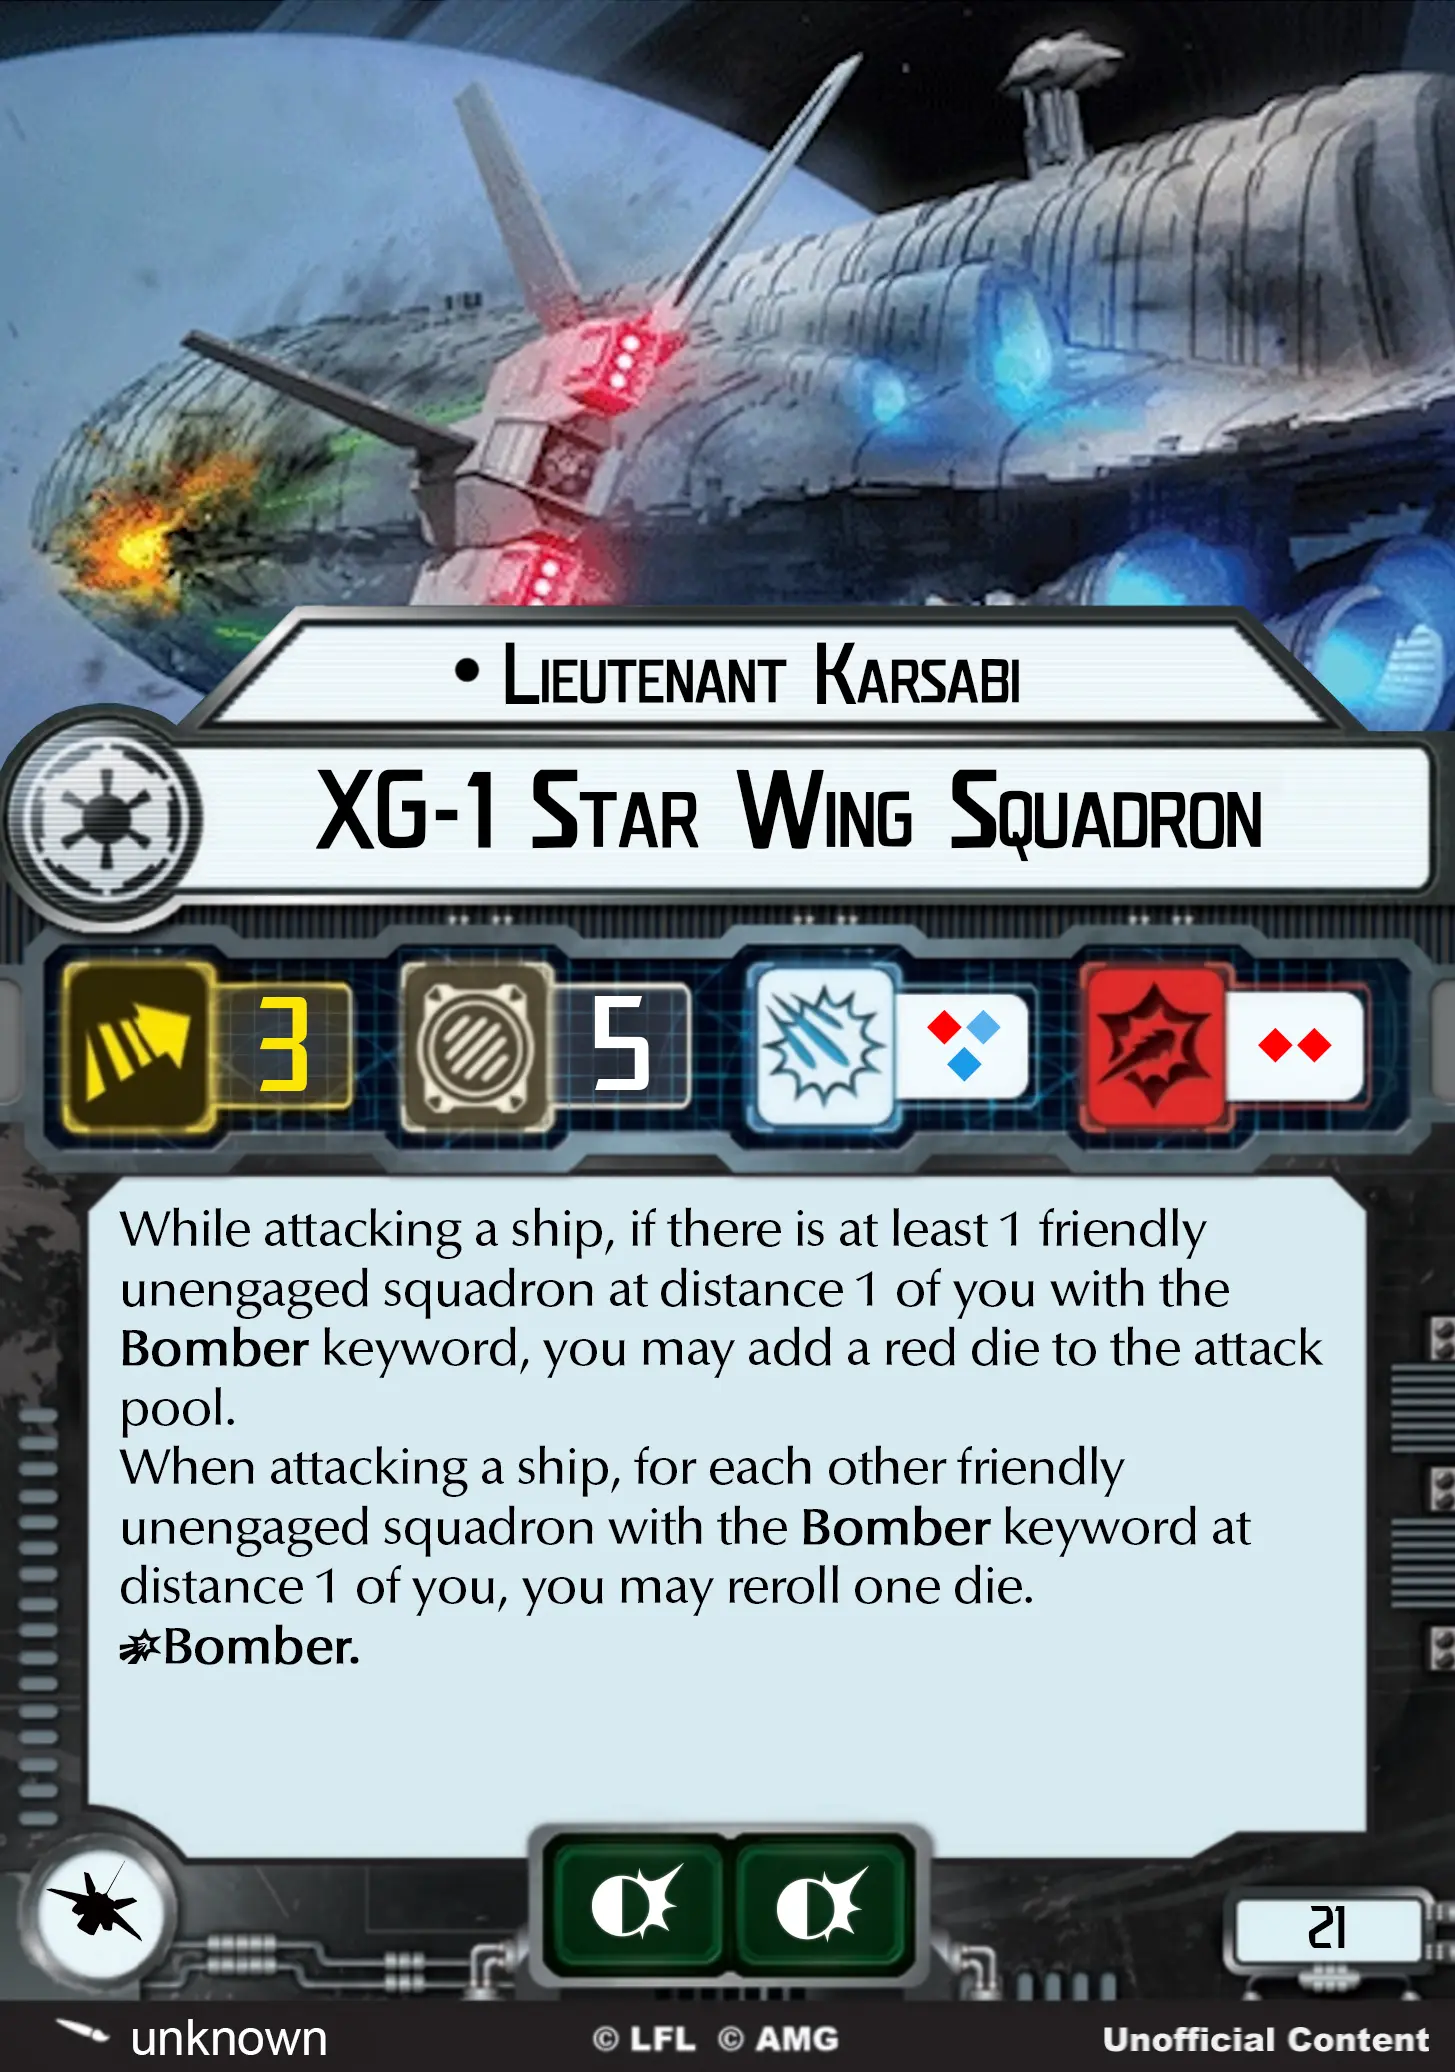 • Lieutenant Karsabi
XG-1 Star Wing Squadron
3
5
While attacking a ship, if there is at least 1 friendly
unengaged squadron at distance 1 of you with the
Bomber keyword, you may add a red die to the attack
pool.
When attacking a ship, for each other friendly
unengaged squadron with the Bomber keyword at
distance 1 of you, you may reroll one die.
Bomber.
21
unknown
© LFL © AMG
Unofficial Content